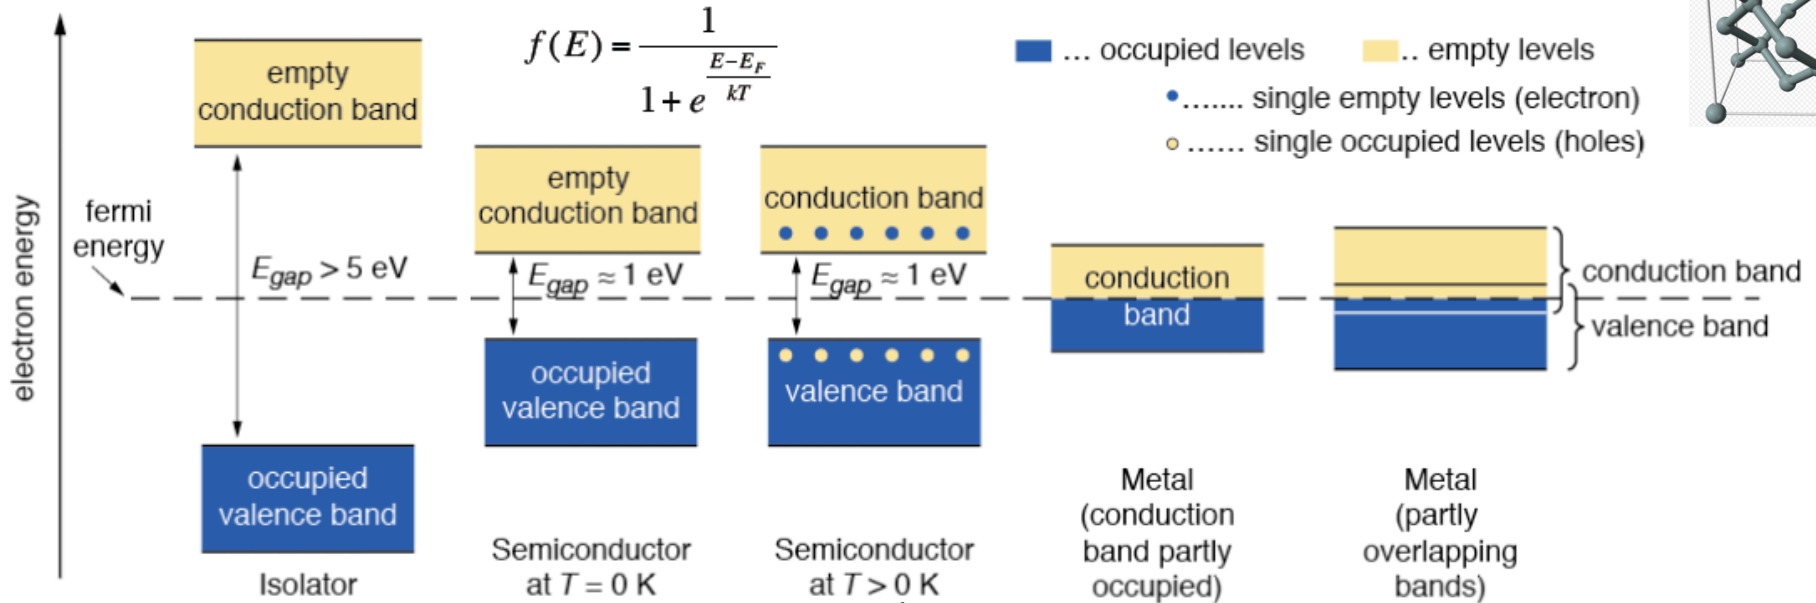 electron energy
fermi
energy
empty
conduction band
E_gap > 5 eV
occupied
valence band
Isolator
f(E) = 1 / (1 + e^((E−E_F)/kT))
empty
conduction band
E_gap ≈ 1 eV
occupied
valence band
Semiconductor
at T = 0 K
conduction band
E_gap ≈ 1 eV
valence band
Semiconductor
at T > 0 K
... occupied levels
.. empty levels
....... single empty levels (electron)
...... single occupied levels (holes)
conduction
band
Metal
(conduction
band partly
occupied)
conduction band
valence band
Metal
(partly
overlapping
bands)